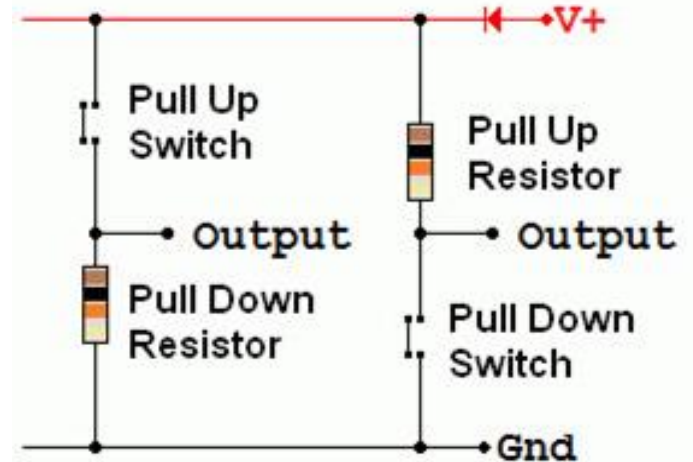 V+
Pull Up
Switch
Pull Up
Resistor
Output
Output
Pull Down
Resistor
Pull Down
Switch
Gnd